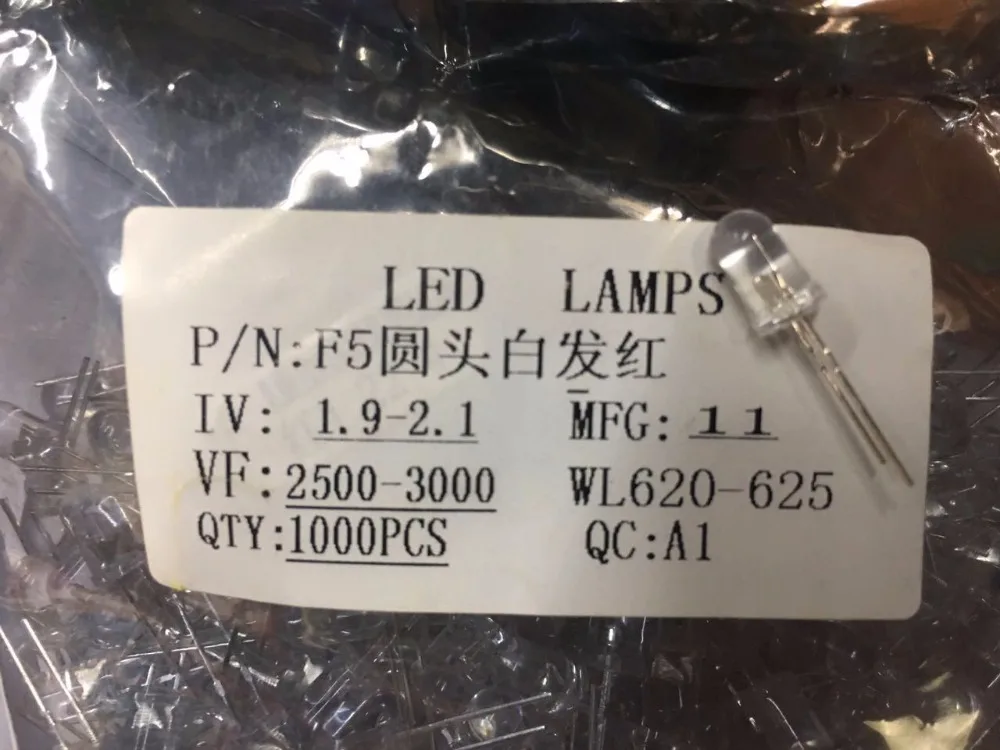 LED LAMPS
P/N:F5圆头白发红
IV: 1.9-2.1 MFG: 11
VF: 2500-3000 WL620-625
QTY:1000PCS QC:A1